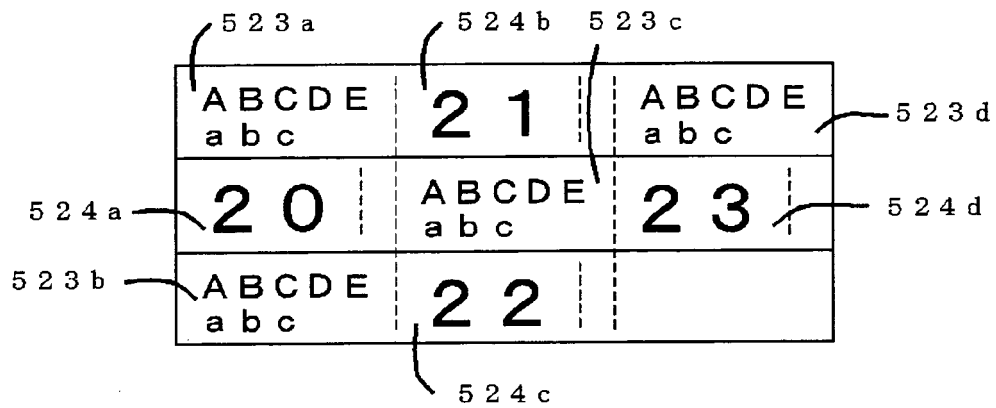 523a 524b 523c
ABCDE 21 ABCDE
abc abc 523d
524a 20 ABCDE 23 524d
abc
523b ABCDE 22
abc
524c